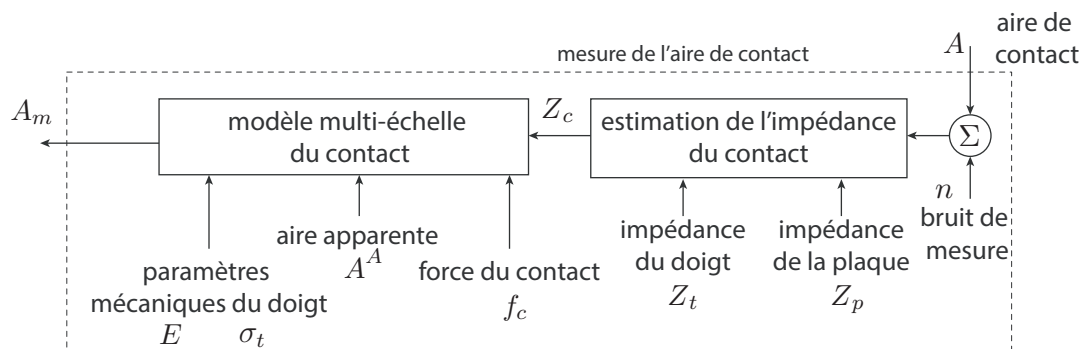 aire de
contact
A
mesure de l'aire de contact
A_m
modèle multi-échelle
du contact
Z_c
estimation de l'impédance
du contact
Σ
n
bruit de
mesure
aire apparente
A^A
impédance
du doigt
Z_t
impédance
de la plaque
Z_p
paramètres
mécaniques du doigt
E σ_t
force du contact
f_c